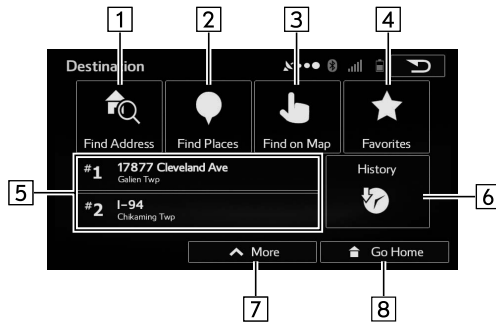 1 2 3 4
Destination
Find Address Find Places Find on Map Favorites
5
#1 17877 Cleveland Ave
Galien Twp
#2 I-94
Chikaming Twp
History
6
More Go Home
7 8